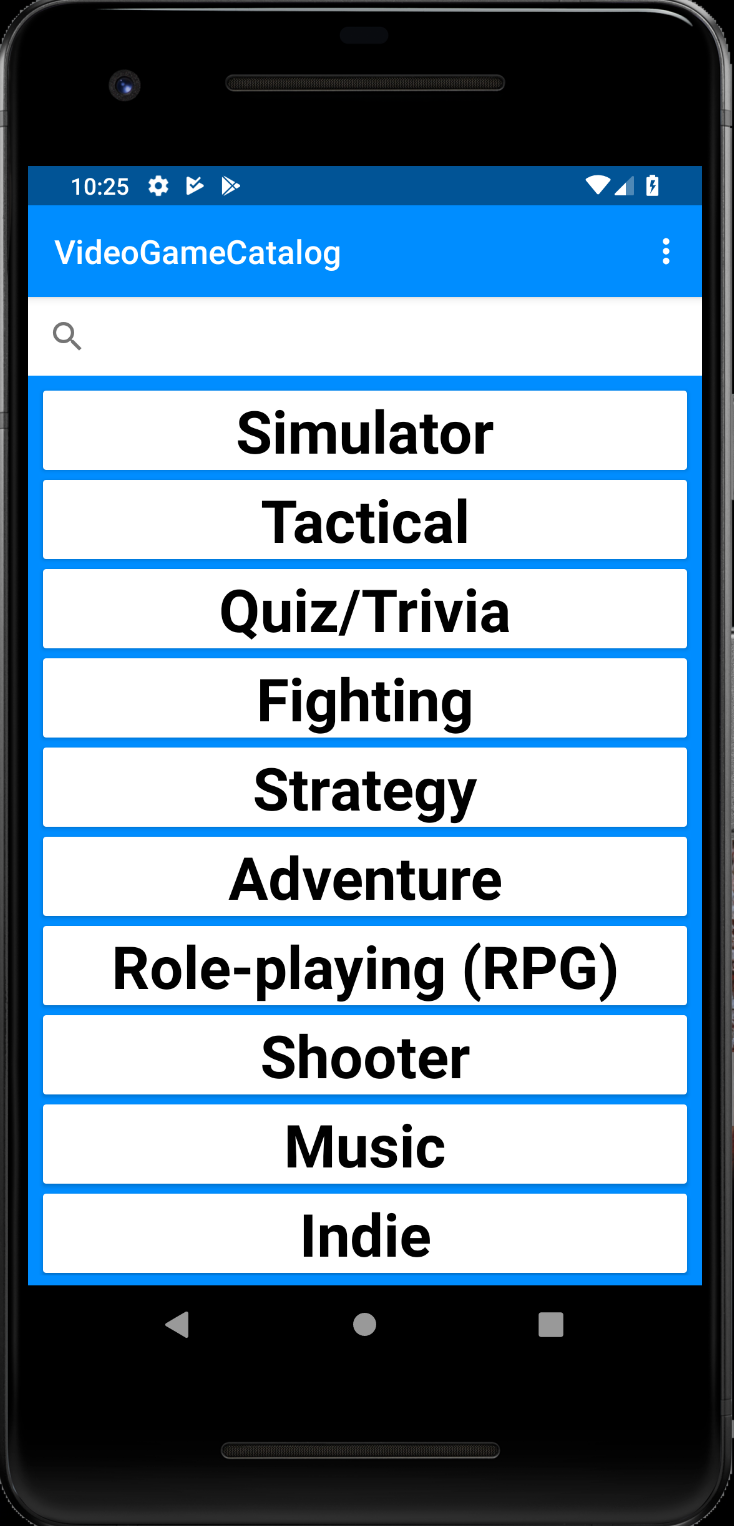 10:25
VideoGameCatalog
Simulator
Tactical
Quiz/Trivia
Fighting
Strategy
Adventure
Role-playing (RPG)
Shooter
Music
Indie